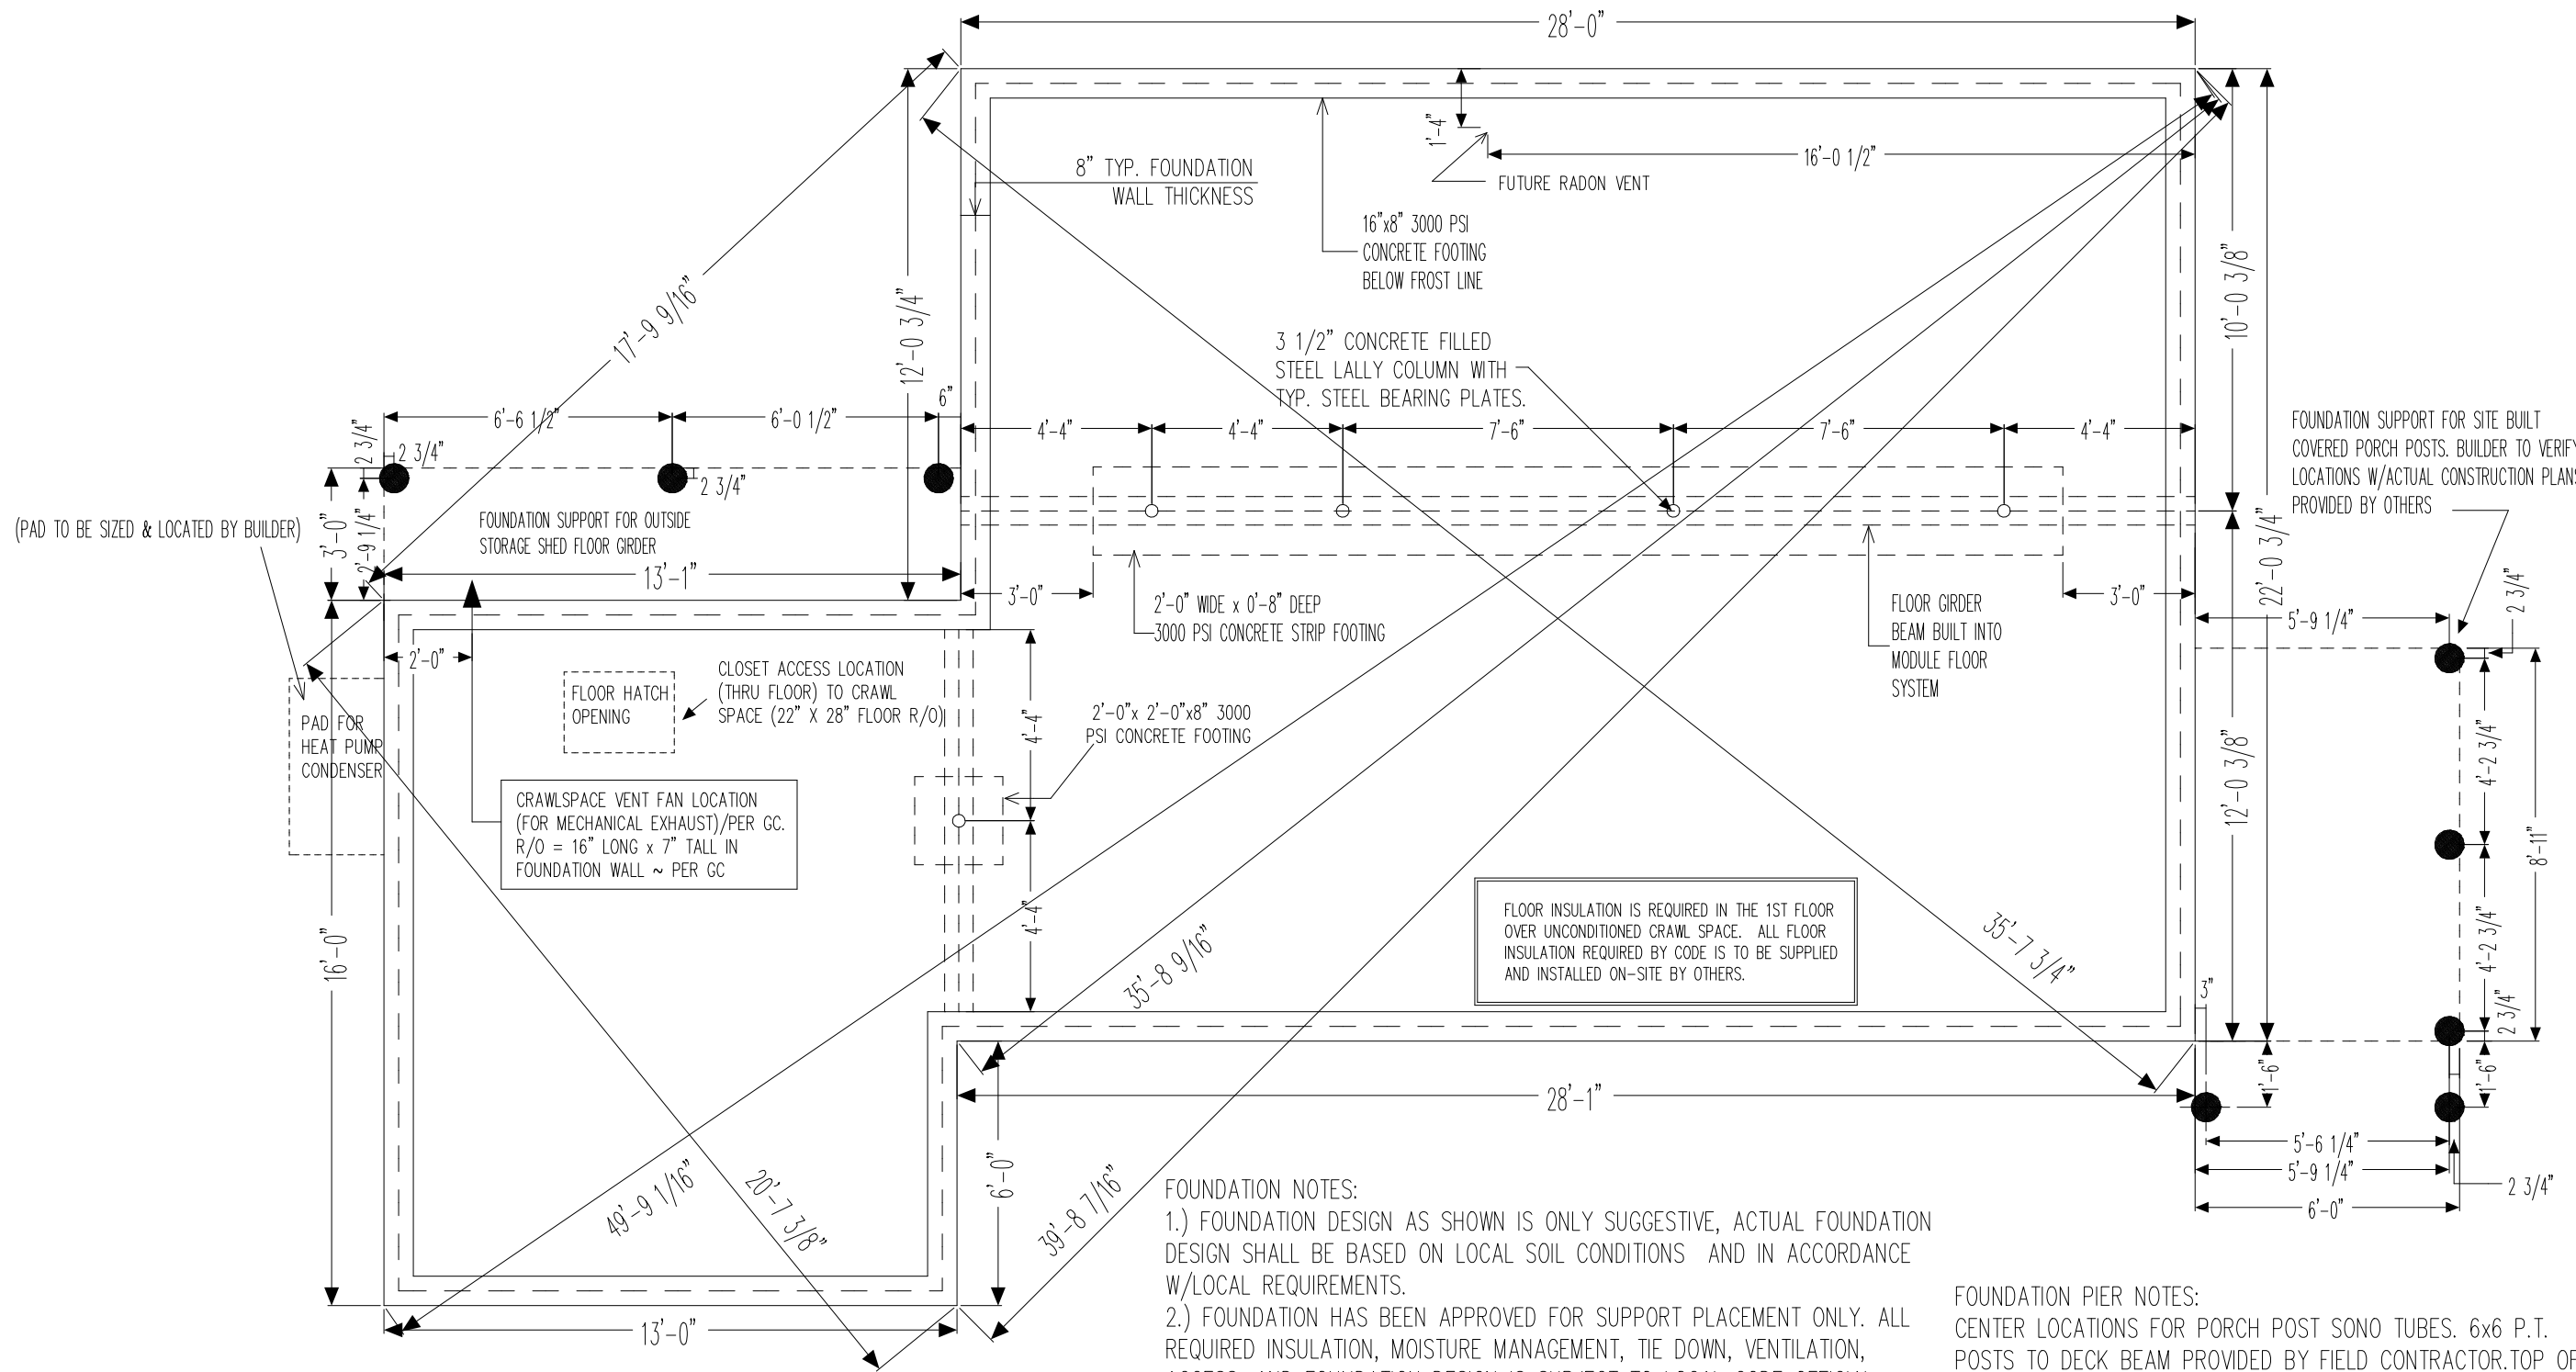 28'-0"
1'-4"
16'-0 1/2"
FUTURE RADON VENT
8" TYP. FOUNDATION
WALL THICKNESS
16"x8" 3000 PSI
CONCRETE FOOTING
BELOW FROST LINE
17'-9 9/16"
12'-0 3/4"
10'-0 3/8"
22'-0 3/4"
3 1/2" CONCRETE FILLED
STEEL LALLY COLUMN WITH
TYP. STEEL BEARING PLATES.
6'-6 1/2"
6'-0 1/2"
6"
4'-4"
4'-4"
7'-6"
7'-6"
4'-4"
2 3/4"
2 3/4"
2 3/4"
FOUNDATION SUPPORT FOR SITE BUILT
COVERED PORCH POSTS. BUILDER TO VERIFY
LOCATIONS W/ACTUAL CONSTRUCTION PLANS
PROVIDED BY OTHERS
(PAD TO BE SIZED & LOCATED BY BUILDER)
3'-0"
2'-9 1/4"
FOUNDATION SUPPORT FOR OUTSIDE
STORAGE SHED FLOOR GIRDER
13'-1"
3'-0"
2'-0" WIDE x 0'-8" DEEP
3000 PSI CONCRETE STRIP FOOTING
FLOOR GIRDER
BEAM BUILT INTO
MODULE FLOOR
SYSTEM
3'-0"
5'-9 1/4"
2 3/4"
2'-0"
FLOOR HATCH
OPENING
CLOSET ACCESS LOCATION
(THRU FLOOR) TO CRAWL
SPACE (22" X 28" FLOOR R/O)
2'-0"x 2'-0"x8" 3000
PSI CONCRETE FOOTING
4'-4"
PAD FOR
HEAT PUMP
CONDENSER
CRAWLSPACE VENT FAN LOCATION
(FOR MECHANICAL EXHAUST)/PER GC.
R/O = 16" LONG x 7" TALL IN
FOUNDATION WALL ~ PER GC
12'-0 3/8"
4'-2 3/4"
8'-11"
16'-0"
4'-4"
FLOOR INSULATION IS REQUIRED IN THE 1ST FLOOR
OVER UNCONDITIONED CRAWL SPACE. ALL FLOOR
INSULATION REQUIRED BY CODE IS TO BE SUPPLIED
AND INSTALLED ON-SITE BY OTHERS.
35'-8 9/16"
35'-7 3/4"
4'-2 3/4"
3"
2 3/4"
28'-1"
1'-6"
1'-6"
6'-0"
5'-6 1/4"
5'-9 1/4"
2 3/4"
6'-0"
49'-9 1/16"
20'-7 3/8"
39'-8 7/16"
13'-0"
FOUNDATION NOTES:
1.) FOUNDATION DESIGN AS SHOWN IS ONLY SUGGESTIVE, ACTUAL FOUNDATION
DESIGN SHALL BE BASED ON LOCAL SOIL CONDITIONS AND IN ACCORDANCE
W/LOCAL REQUIREMENTS.
2.) FOUNDATION HAS BEEN APPROVED FOR SUPPORT PLACEMENT ONLY. ALL
REQUIRED INSULATION, MOISTURE MANAGEMENT, TIE DOWN, VENTILATION,
FOUNDATION PIER NOTES:
CENTER LOCATIONS FOR PORCH POST SONO TUBES. 6x6 P.T.
POSTS TO DECK BEAM PROVIDED BY FIELD CONTRACTOR.TOP